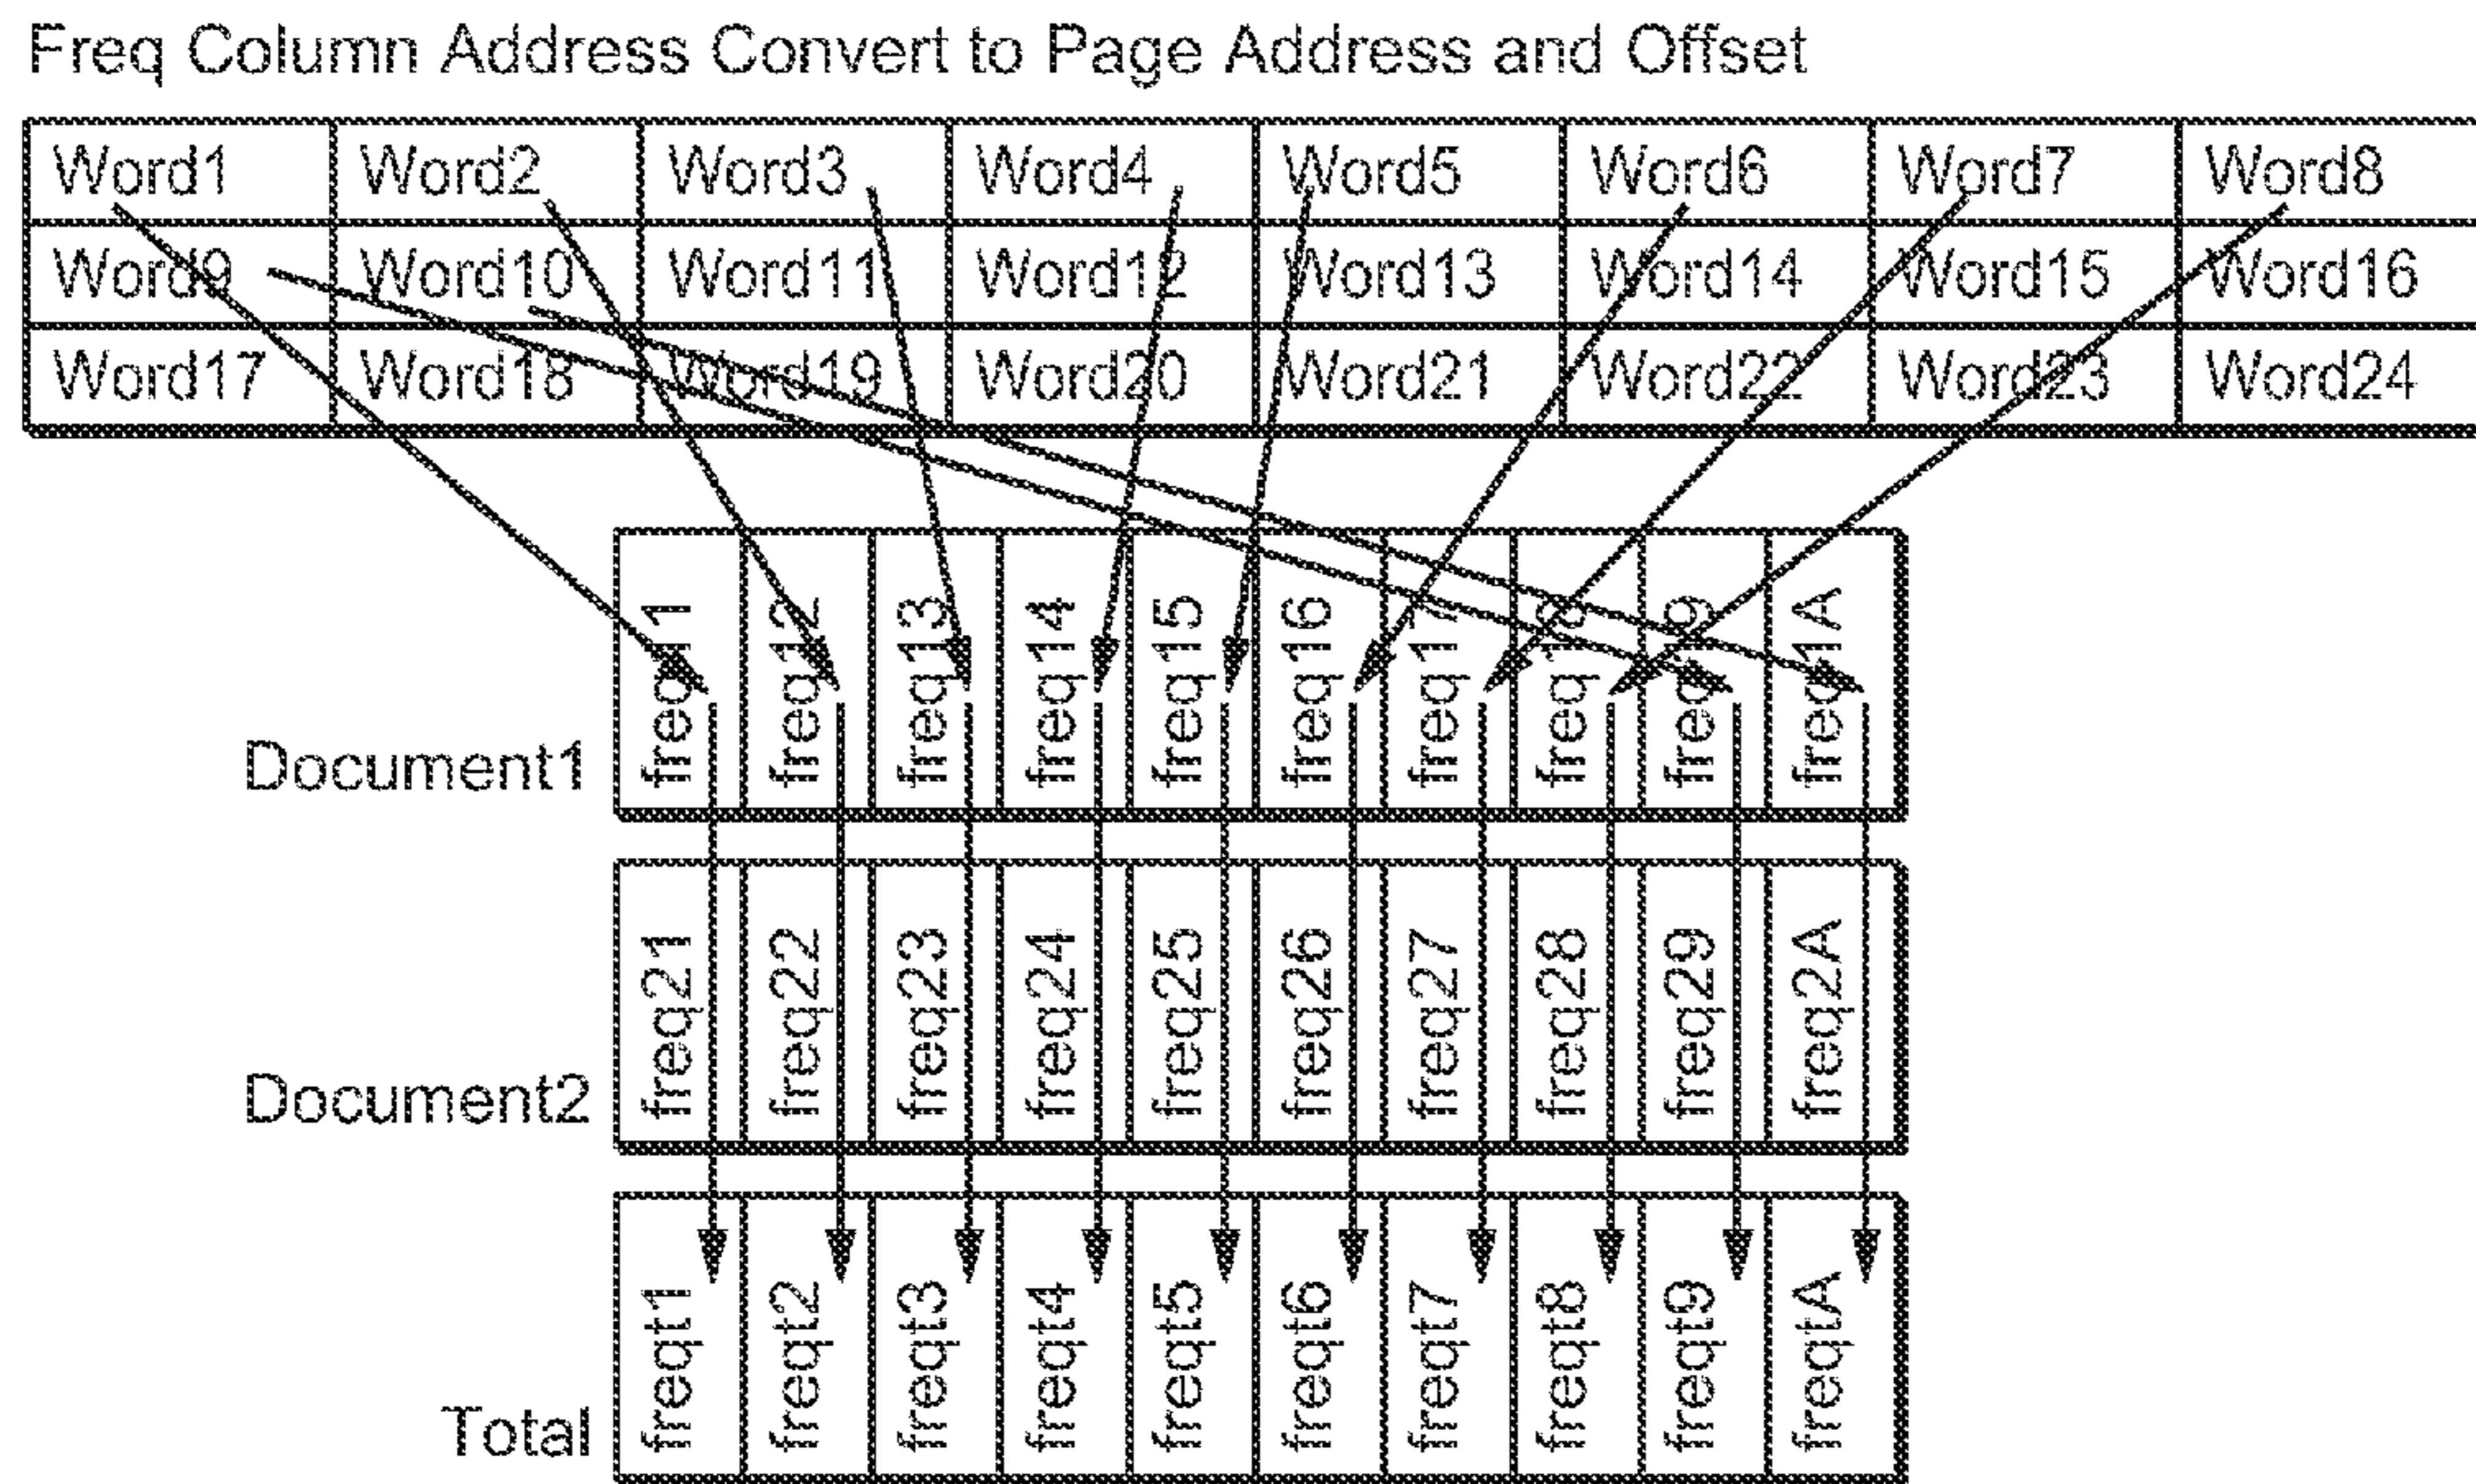 Freq Column Address Convert to Page Address and Offset
Word1 Word2 Word3 Word4 Word5 Word6 Word7 Word8
Word9 Word10 Word11 Word12 Word13 Word14 Word15 Word16
Word17 Word18 Word19 Word20 Word21 Word22 Word23 Word24
Document1 freq11 freq12 freq13 freq14 freq15 freq16 freq17 freq18 freq19 freq1A
Document2 freq21 freq22 freq23 freq24 freq25 freq26 freq27 freq28 freq29 freq2A
Total freqt1 freqt2 freqt3 freqt4 freqt5 freqt6 freqt7 freqt8 freqt9 freqtA